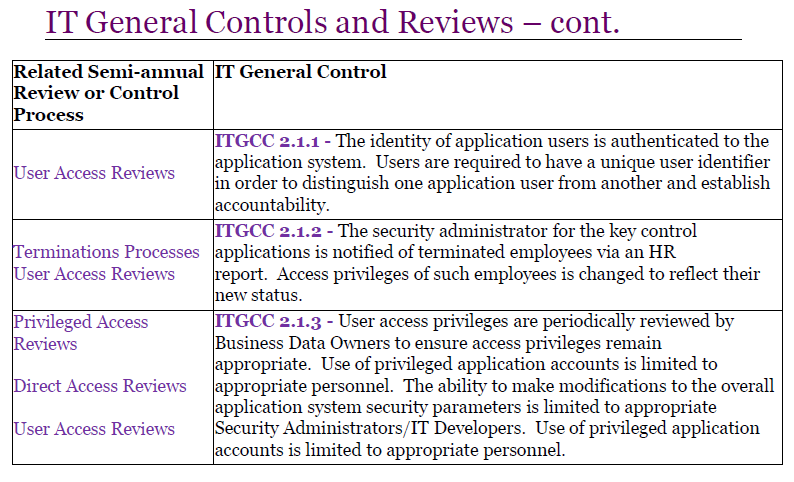 IT General Controls and Reviews – cont.
Related Semi-annual
Review or Control
Process
IT General Control
User Access Reviews
ITGCC 2.1.1 - The identity of application users is authenticated to the
application system.  Users are required to have a unique user identifier
in order to distinguish one application user from another and establish
accountability.
Terminations Processes
User Access Reviews
ITGCC 2.1.2 - The security administrator for the key control
applications is notified of terminated employees via an HR
report.  Access privileges of such employees is changed to reflect their
new status.
Privileged Access
Reviews
Direct Access Reviews
User Access Reviews
ITGCC 2.1.3 - User access privileges are periodically reviewed by
Business Data Owners to ensure access privileges remain
appropriate.  Use of privileged application accounts is limited to
appropriate personnel.  The ability to make modifications to the overall
application system security parameters is limited to appropriate
Security Administrators/IT Developers.  Use of privileged application
accounts is limited to appropriate personnel.